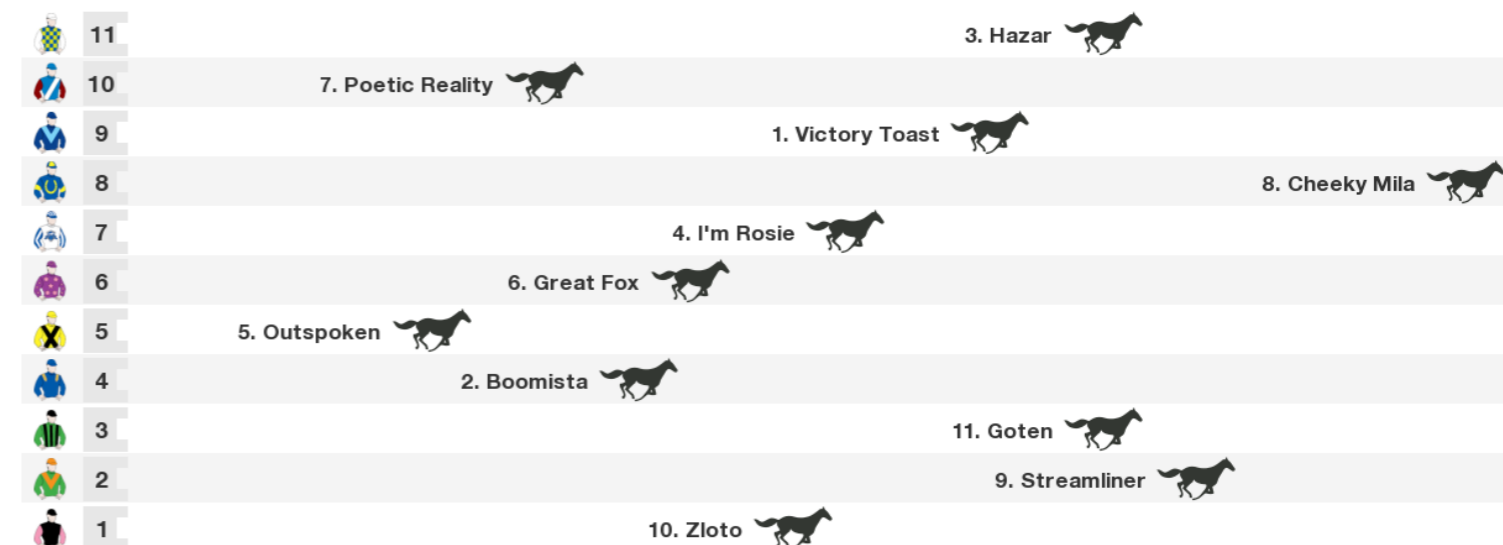 11 3. Hazar
10 7. Poetic Reality
9 1. Victory Toast
8 8. Cheeky Mila
7 4. I'm Rosie
6 6. Great Fox
5 5. Outspoken
4 2. Boomista
3 11. Goten
2 9. Streamliner
1 10. Zloto